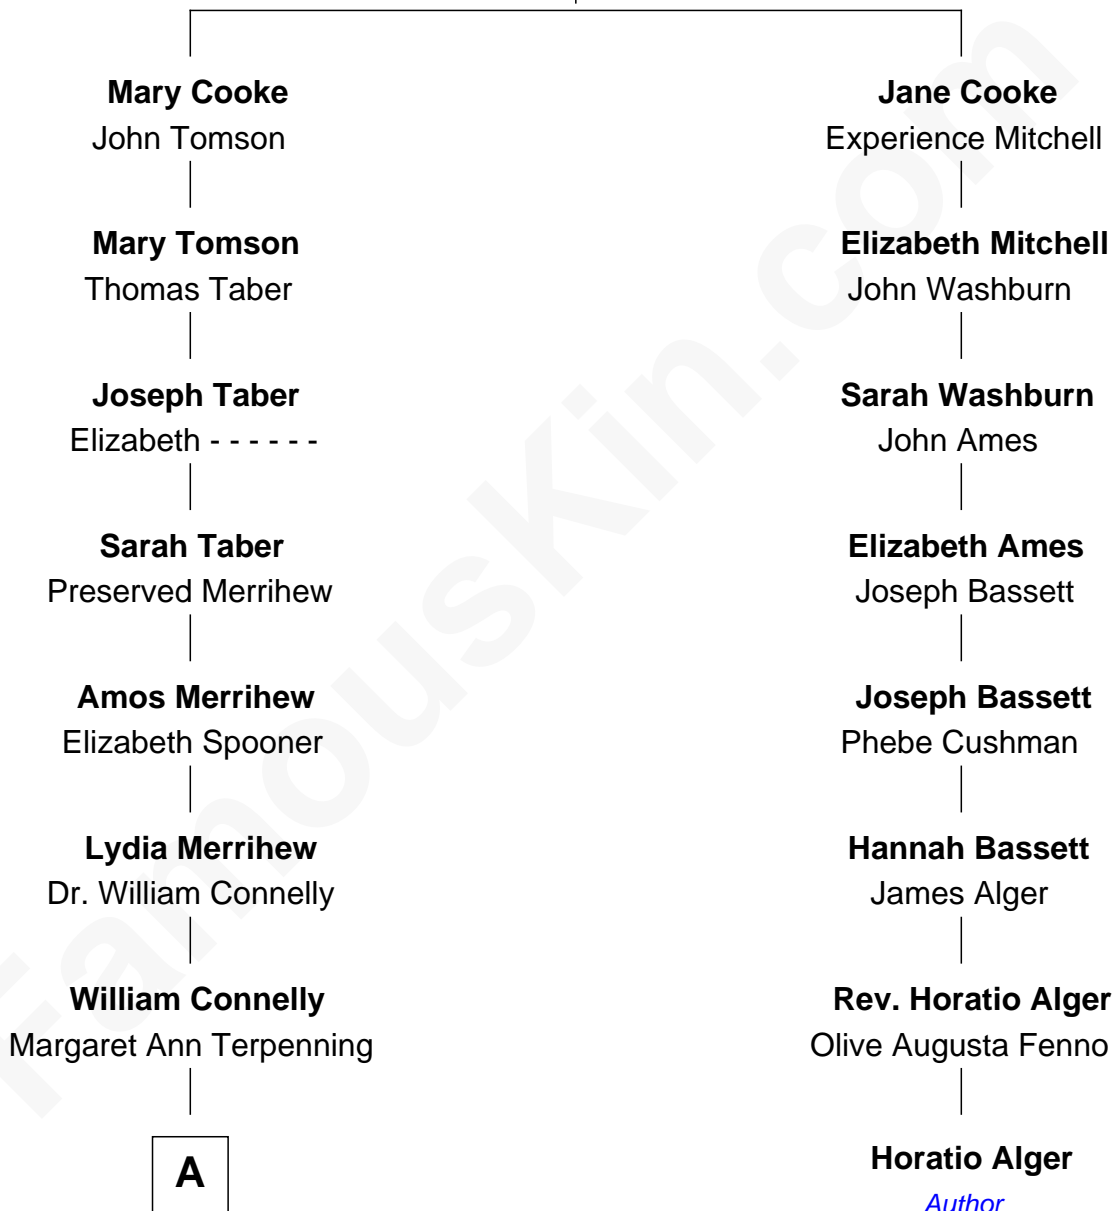 Mary Cooke
John Tomson
Mary Tomson
Thomas Taber
Joseph Taber
Elizabeth - - - - - -
Sarah Taber
Preserved Merrihew
Amos Merrihew
Elizabeth Spooner
Lydia Merrihew
Dr. William Connelly
William Connelly
Margaret Ann Terpenning
A
Jane Cooke
Experience Mitchell
Elizabeth Mitchell
John Washburn
Sarah Washburn
John Ames
Elizabeth Ames
Joseph Bassett
Joseph Bassett
Phebe Cushman
Hannah Bassett
James Alger
Rev. Horatio Alger
Olive Augusta Fenno
Horatio Alger
Author
FamousKin.com